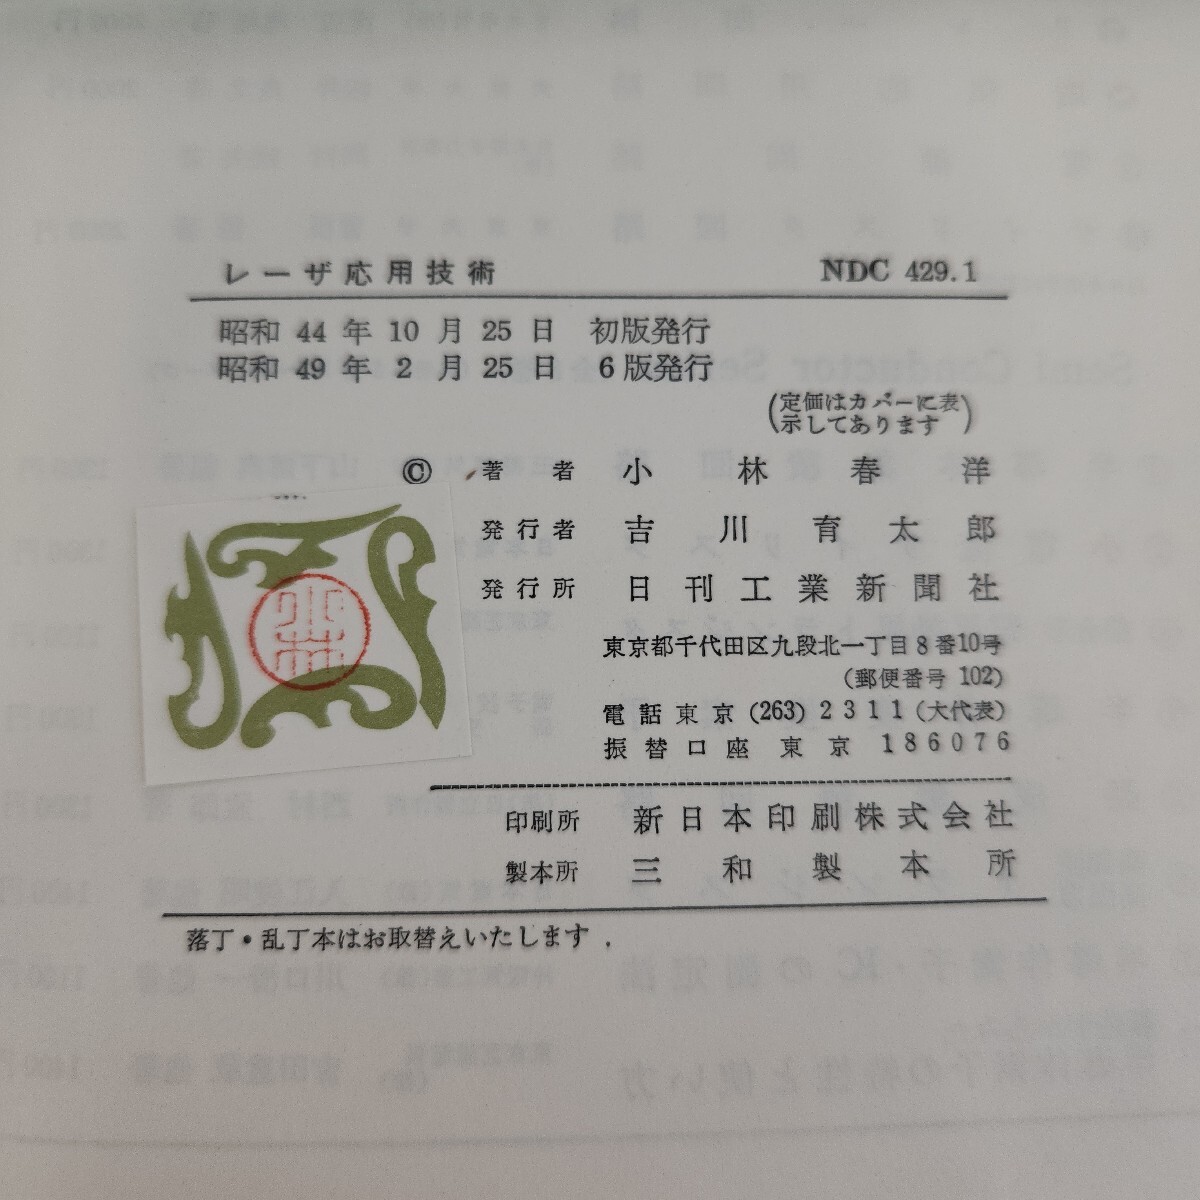 レーザ応用技術 NDC 429.1
昭和 44 年 10 月 25 日 初版発行
昭和 49 年 2 月 25 日 6 版発行
(定価はカバーに表
示してあります)
© 著者 小林春洋
発行者 吉川育太郎
発行所 日刊工業新聞社
東京都千代田区九段北一丁目8番10号
(郵便番号 102)
電話東京 (263) 2311 (大代表)
振替口座 東京 186076
小林
印刷所 新日本印刷株式会社
製本所 三和製本所
落丁・乱丁本はお取替えいたします.